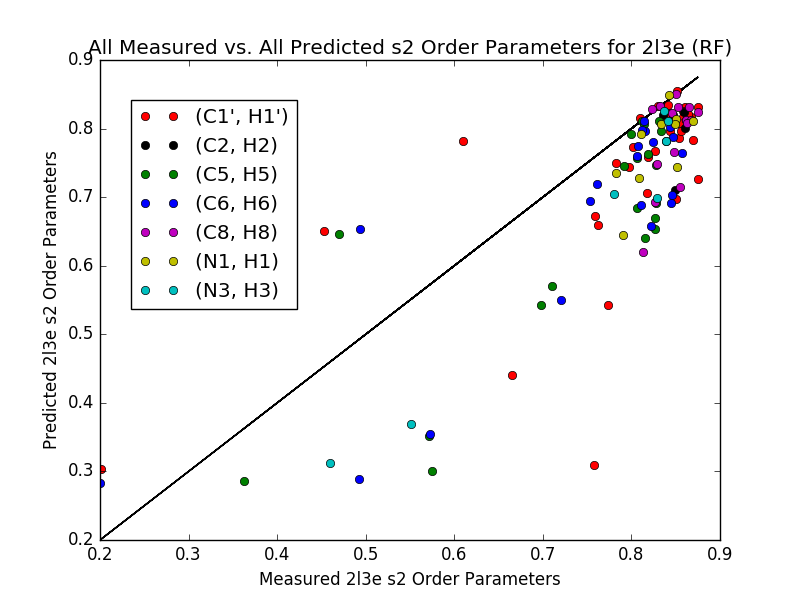 All Measured vs. All Predicted s2 Order Parameters for 2l3e (RF)
0.9
0.8
0.7
0.6
0.5
0.4
0.3
0.2
Predicted 2l3e s2 Order Parameters
(C1', H1')
(C2, H2)
(C5, H5)
(C6, H6)
(C8, H8)
(N1, H1)
(N3, H3)
0.2 0.3 0.4 0.5 0.6 0.7 0.8 0.9
Measured 2l3e s2 Order Parameters